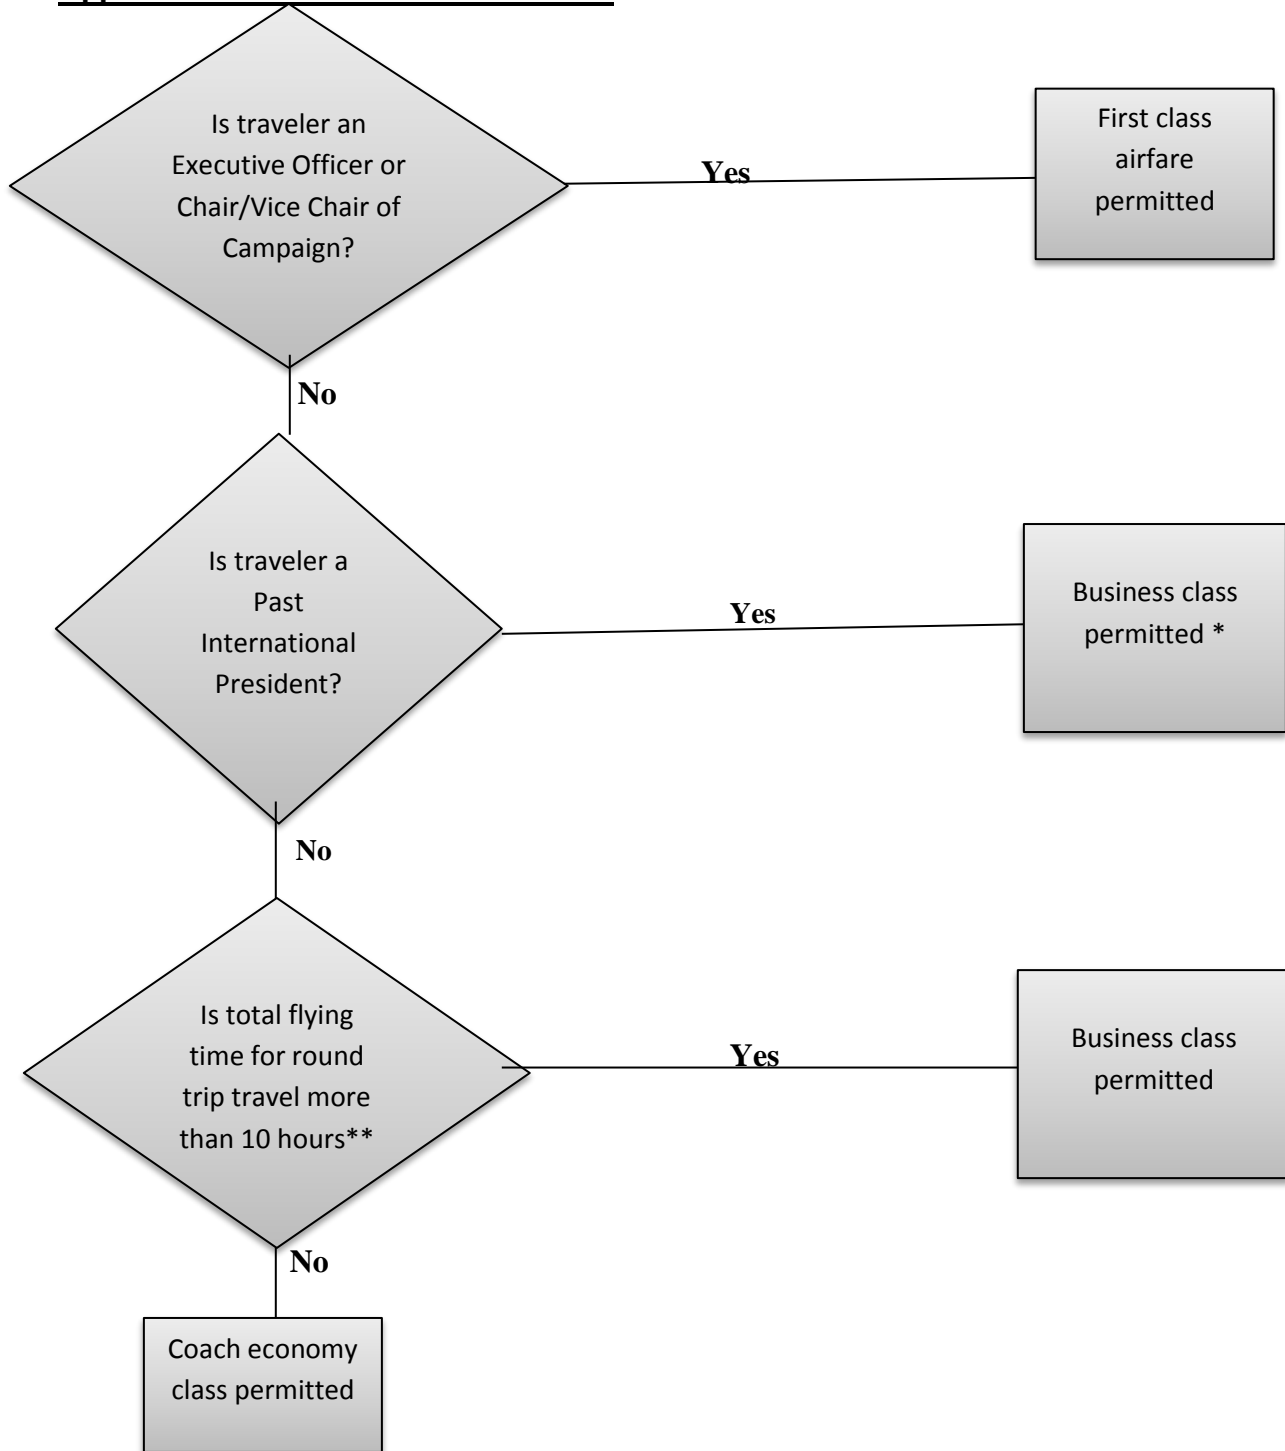 Is traveler an
Executive Officer or
Chair/Vice Chair of
Campaign?
Yes
First class
airfare
permitted
No
Is traveler a
Past
International
President?
Yes
Business class
permitted *
No
Is total flying
time for round
trip travel more
than 10 hours**
Yes
Business class
permitted
No
Coach economy
class permitted